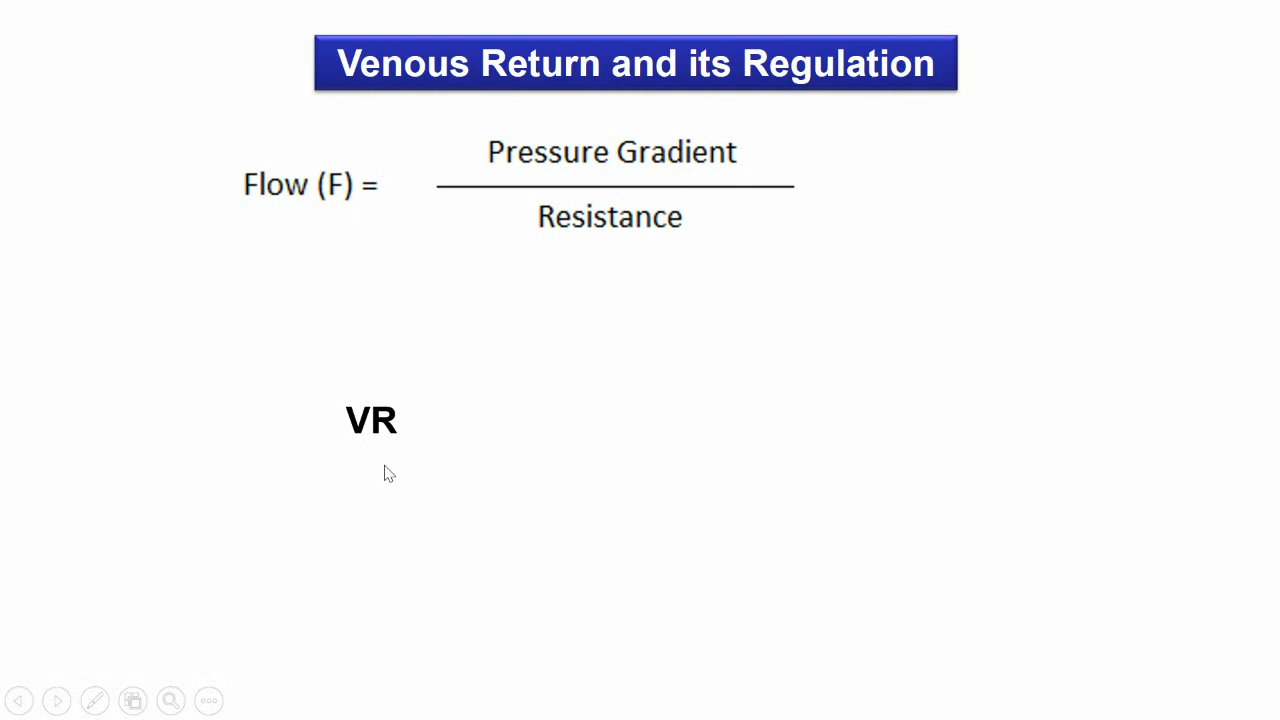 Venous Return and its Regulation
Pressure Gradient
Flow (F) =
Resistance
VR